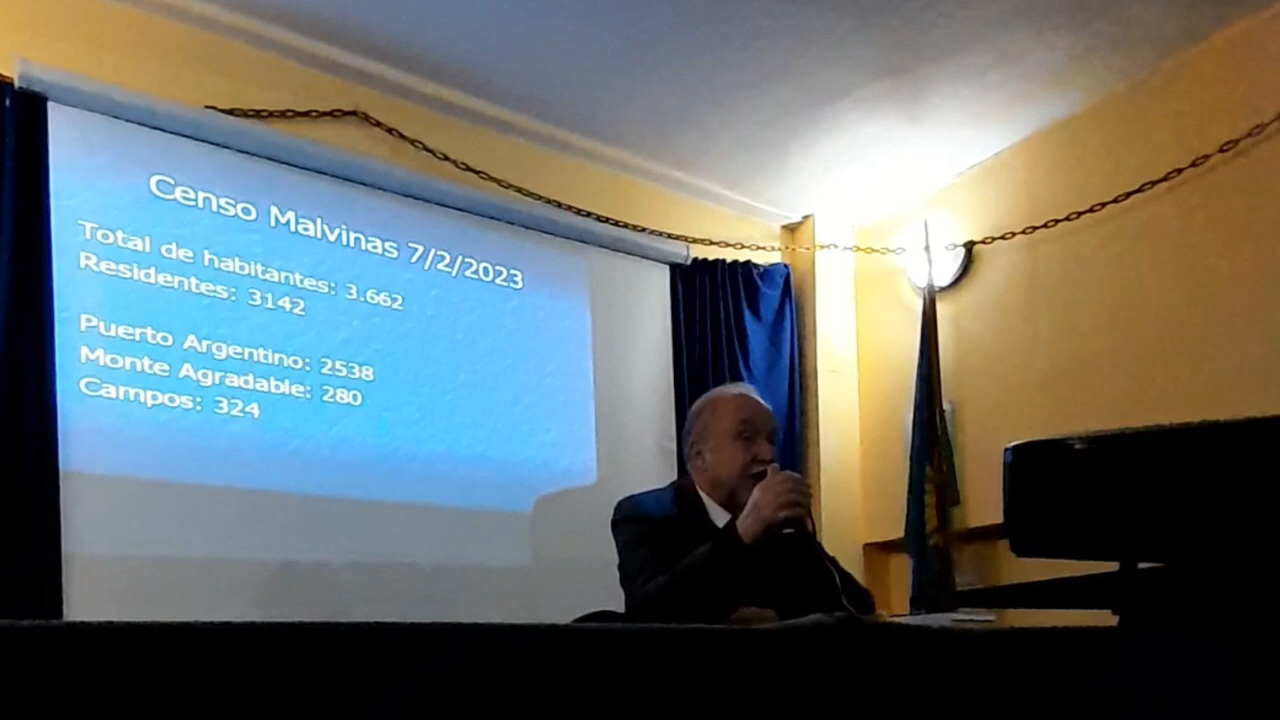 Censo Malvinas 7/2/2023
Total de habitantes: 3.662
Residentes: 3142
Puerto Argentino: 2538
Monte Agradable: 280
Campos: 324